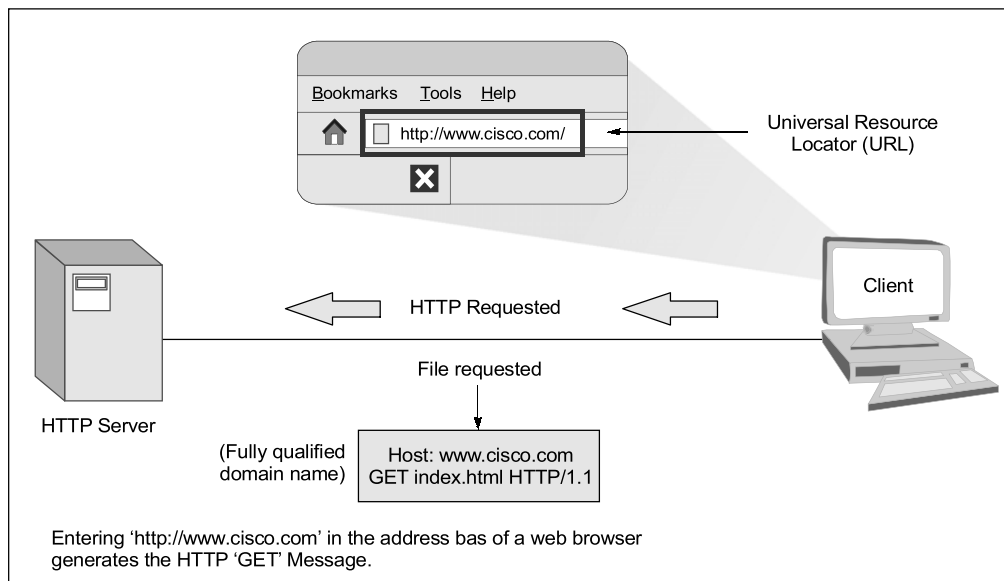 Bookmarks Tools Help
http://www.cisco.com/
Universal Resource
Locator (URL)
Client
HTTP Requested
File requested
HTTP Server
(Fully qualified
domain name)
Host: www.cisco.com
GET index.html HTTP/1.1
Entering ‘http://www.cisco.com’ in the address bas of a web browser
generates the HTTP ‘GET’ Message.